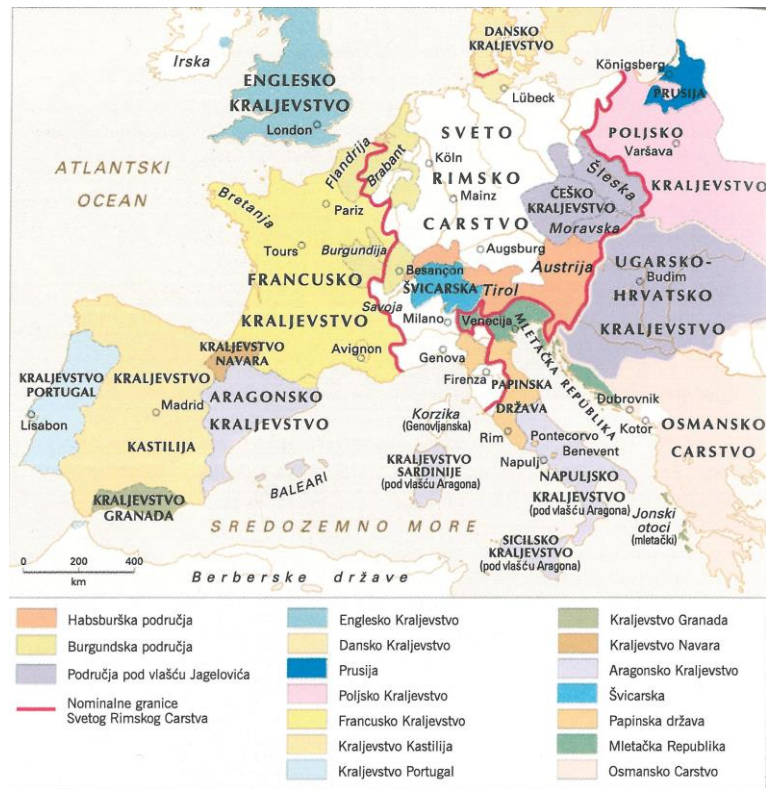 DANSKO
KRALJEVSTVO
Irska
ENGLESKO
KRALJEVSTVO
London
Königsberg
PRUSIJA
Lübeck
SVETO
RIMSKO
CARSTVO
POLJSKO
Varšava
KRALJEVSTVO
ATLANTSKI
OCEAN
Flandrija
Brabant
Köln
Mainz
Šleska
ČEŠKO
KRALJEVSTVO
Moravska
Bretanja
Pariz
Tours
Burgundija
Augsburg
Besançon
Austrija
UGARSKO-
Budim
HRVATSKO
KRALJEVSTVO
FRANCUSKO
KRALJEVSTVO
ŠVICARSKA
Tirol
Savoja
Milano
Venecija
MLETAČKA REPUBLIKA
KRALJEVSTVO
NAVARA
Avignon
Genova
Firenza
PAPINSKA
DRŽAVA
KRALJEVSTVO
PORTUGAL
Lisabon
KRALJEVSTVO
Madrid
KASTILIJA
ARAGONSKO
KRALJEVSTVO
Korzika
(Genovljanska)
Rim
Dubrovnik
Kotor
OSMANSKO
CARSTVO
Pontecorvo
Benevent
Napulj
KRALJEVSTVO
SARDINIJE
(pod vlašću Aragona)
NAPULJSKO
KRALJEVSTVO
(pod vlašću Aragona)
Jonski
otoci
(mletački)
BALEARI
KRALJEVSTVO
GRANADA
SREDOZEMNO MORE
SICILSKO
KRALJEVSTVO
(pod vlašću Aragona)
Berberske države
0 200 400
km
Habsburška područja
Burgundska područja
Područja pod vlašću Jagelovića
Nominalne granice
Svetog Rimskog Carstva
Englesko Kraljevstvo
Dansko Kraljevstvo
Prusija
Poljsko Kraljevstvo
Francusko Kraljevstvo
Kraljevstvo Kastilija
Kraljevstvo Portugal
Kraljevstvo Granada
Kraljevstvo Navara
Aragonsko Kraljevstvo
Švicarska
Papinska država
Mletačka Republika
Osmansko Carstvo